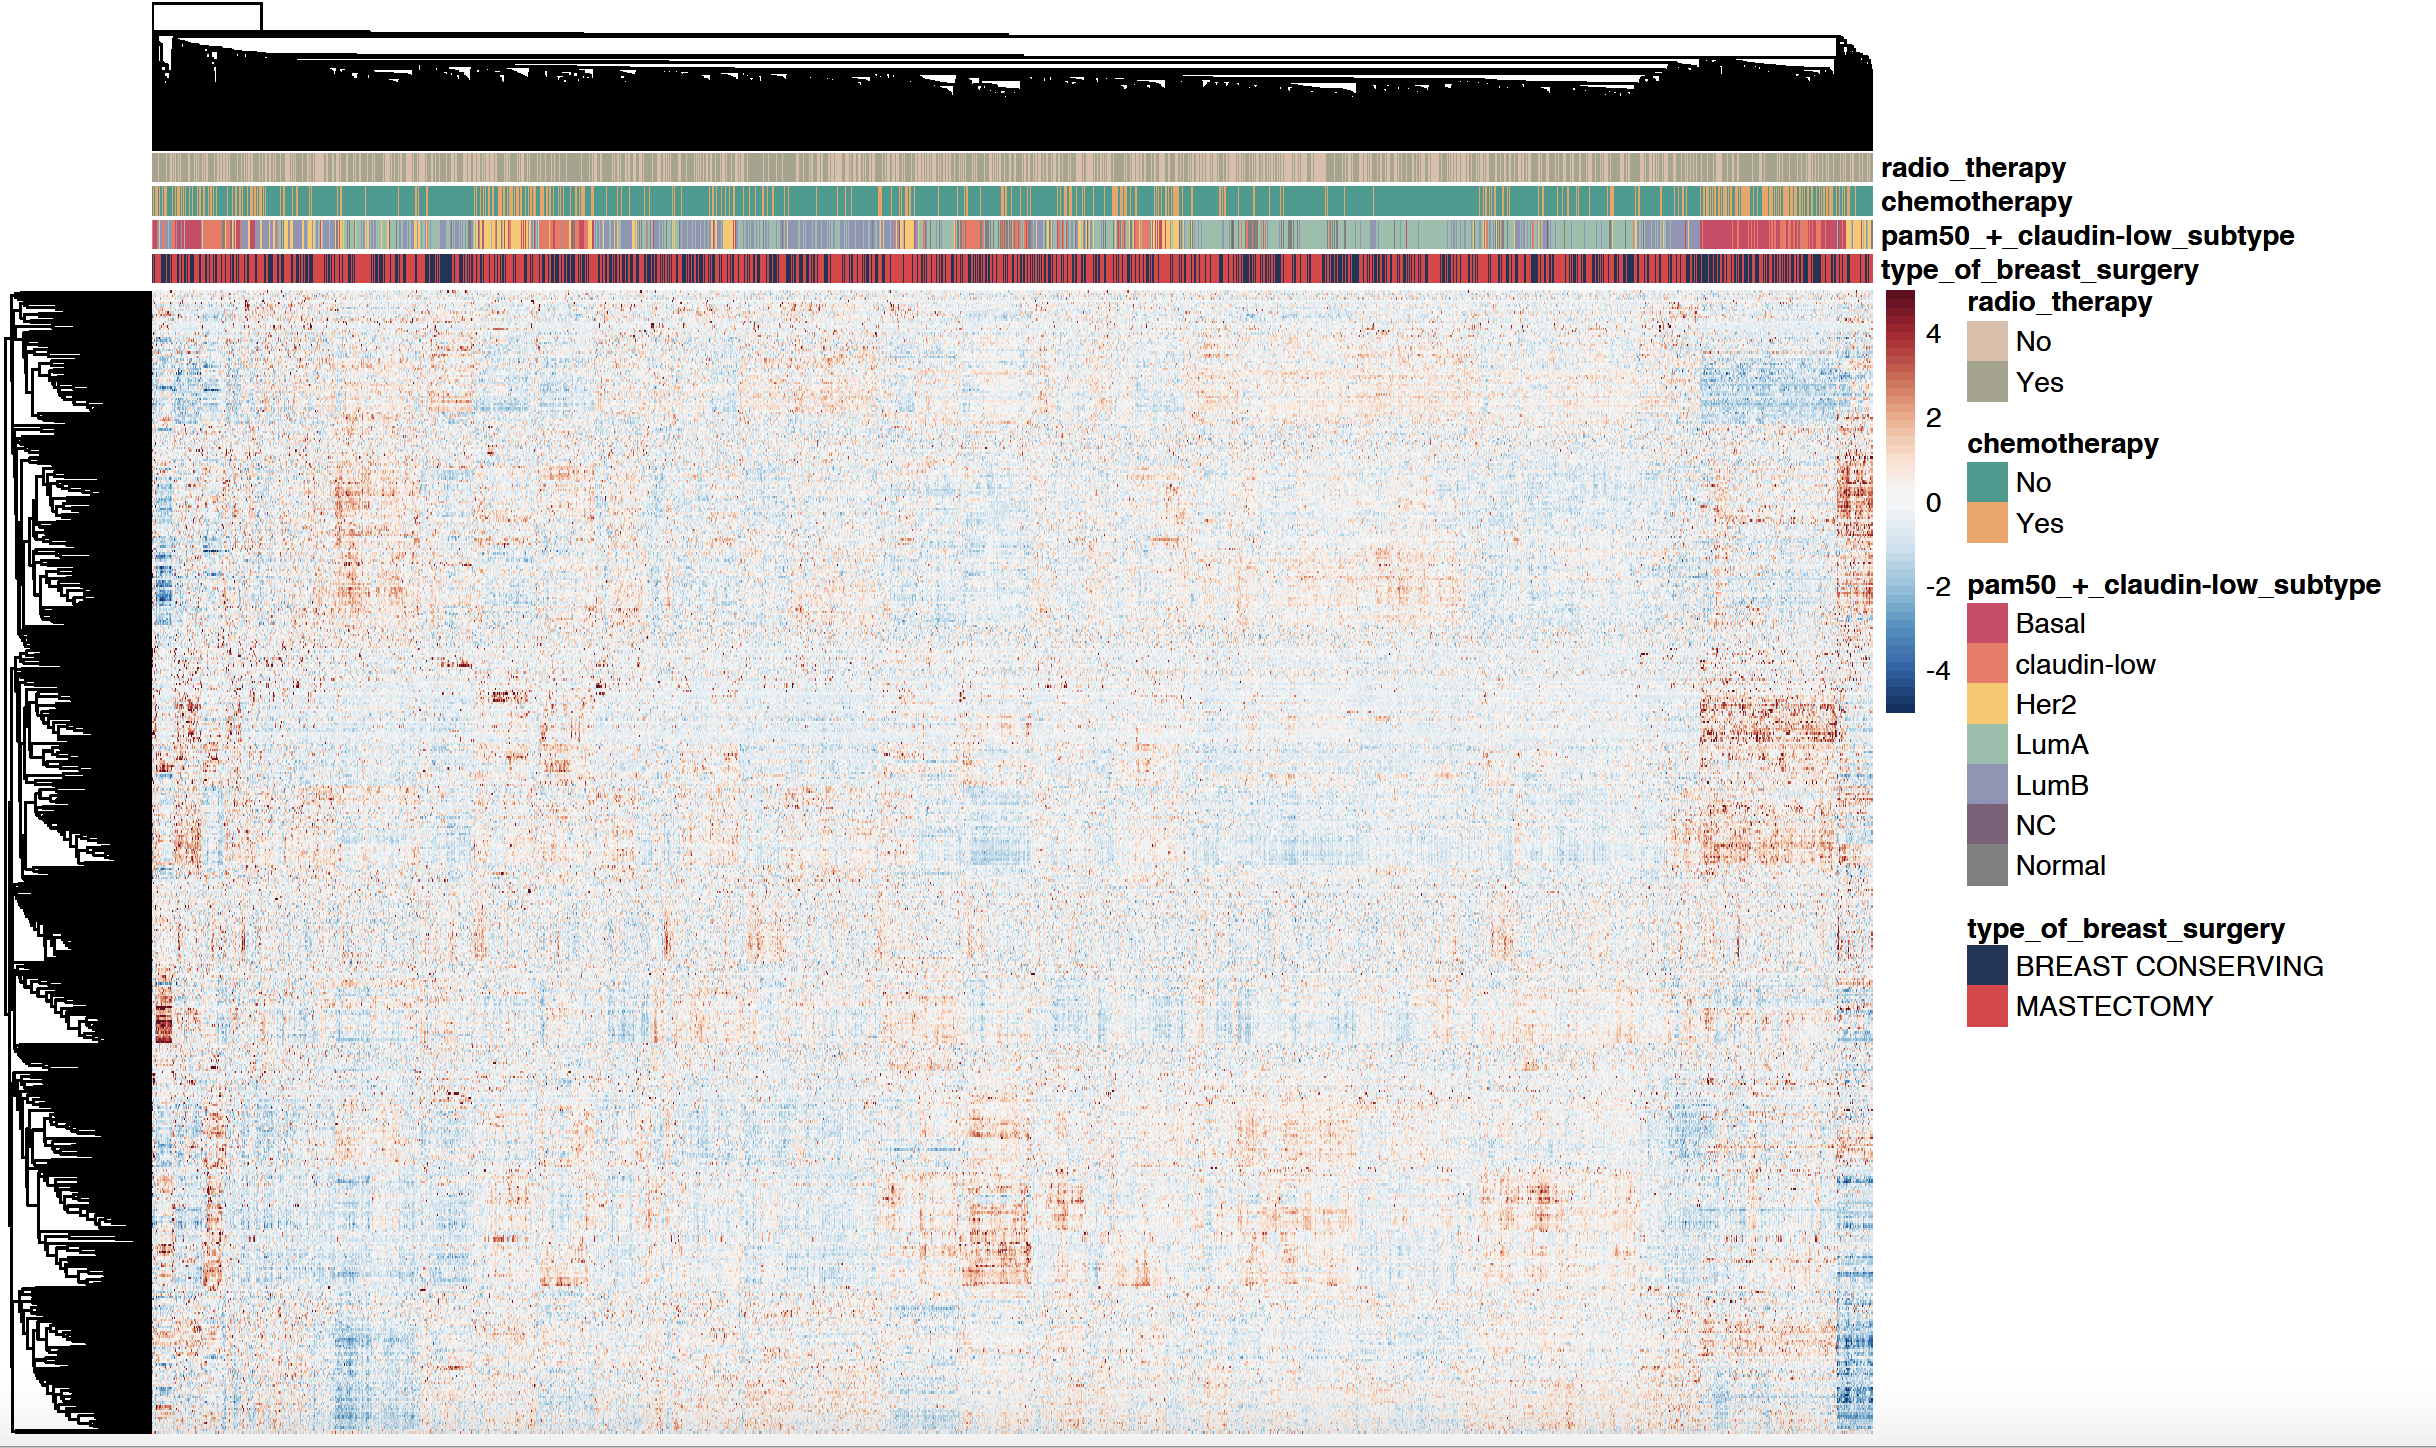 radio_therapy
chemotherapy
pam50_+_claudin-low_subtype
type_of_breast_surgery
4
2
0
-2
-4
radio_therapy
No
Yes
chemotherapy
No
Yes
pam50_+_claudin-low_subtype
Basal
claudin-low
Her2
LumA
LumB
NC
Normal
type_of_breast_surgery
BREAST CONSERVING
MASTECTOMY